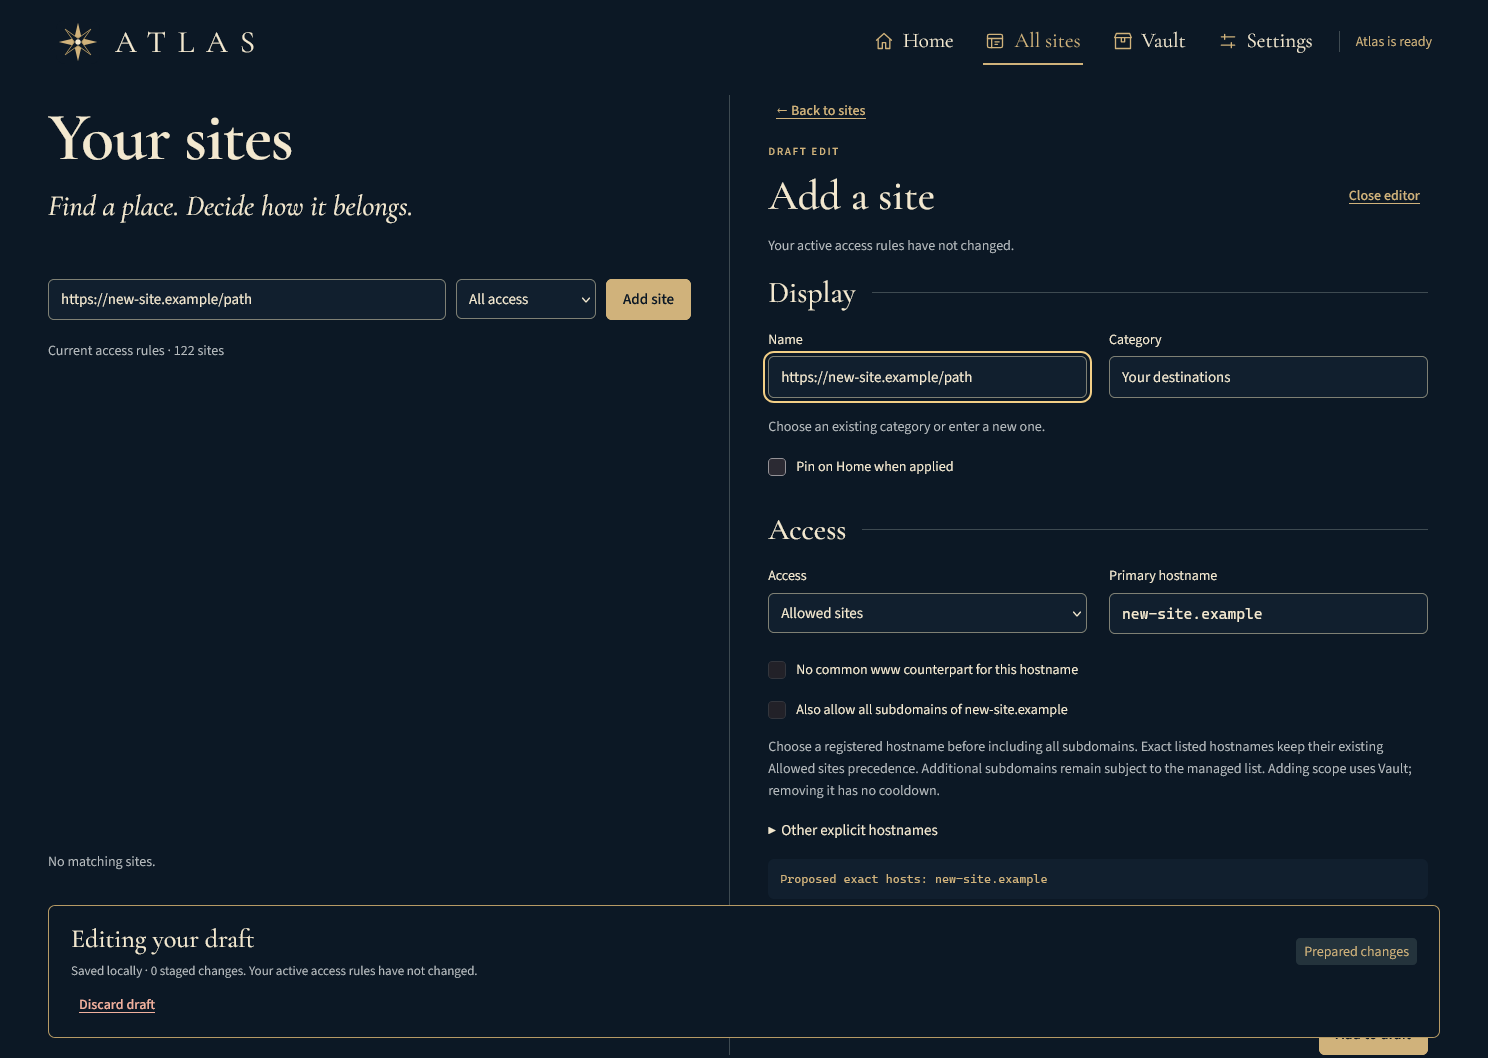 ATLAS
Home
All sites
Vault
Settings
Atlas is ready
Your sites
Find a place. Decide how it belongs.
https://new-site.example/path
All access
Add site
Current access rules · 122 sites
No matching sites.
← Back to sites
DRAFT EDIT
Add a site
Close editor
Your active access rules have not changed.
Display
Name
Category
https://new-site.example/path
Your destinations
Choose an existing category or enter a new one.
Pin on Home when applied
Access
Access
Primary hostname
Allowed sites
new-site.example
No common www counterpart for this hostname
Also allow all subdomains of new-site.example
Choose a registered hostname before including all subdomains. Exact listed hostnames keep their existing
Allowed sites precedence. Additional subdomains remain subject to the managed list. Adding scope uses Vault;
removing it has no cooldown.
▸ Other explicit hostnames
Proposed exact hosts: new-site.example
Editing your draft
Saved locally · 0 staged changes. Your active access rules have not changed.
Discard draft
Prepared changes